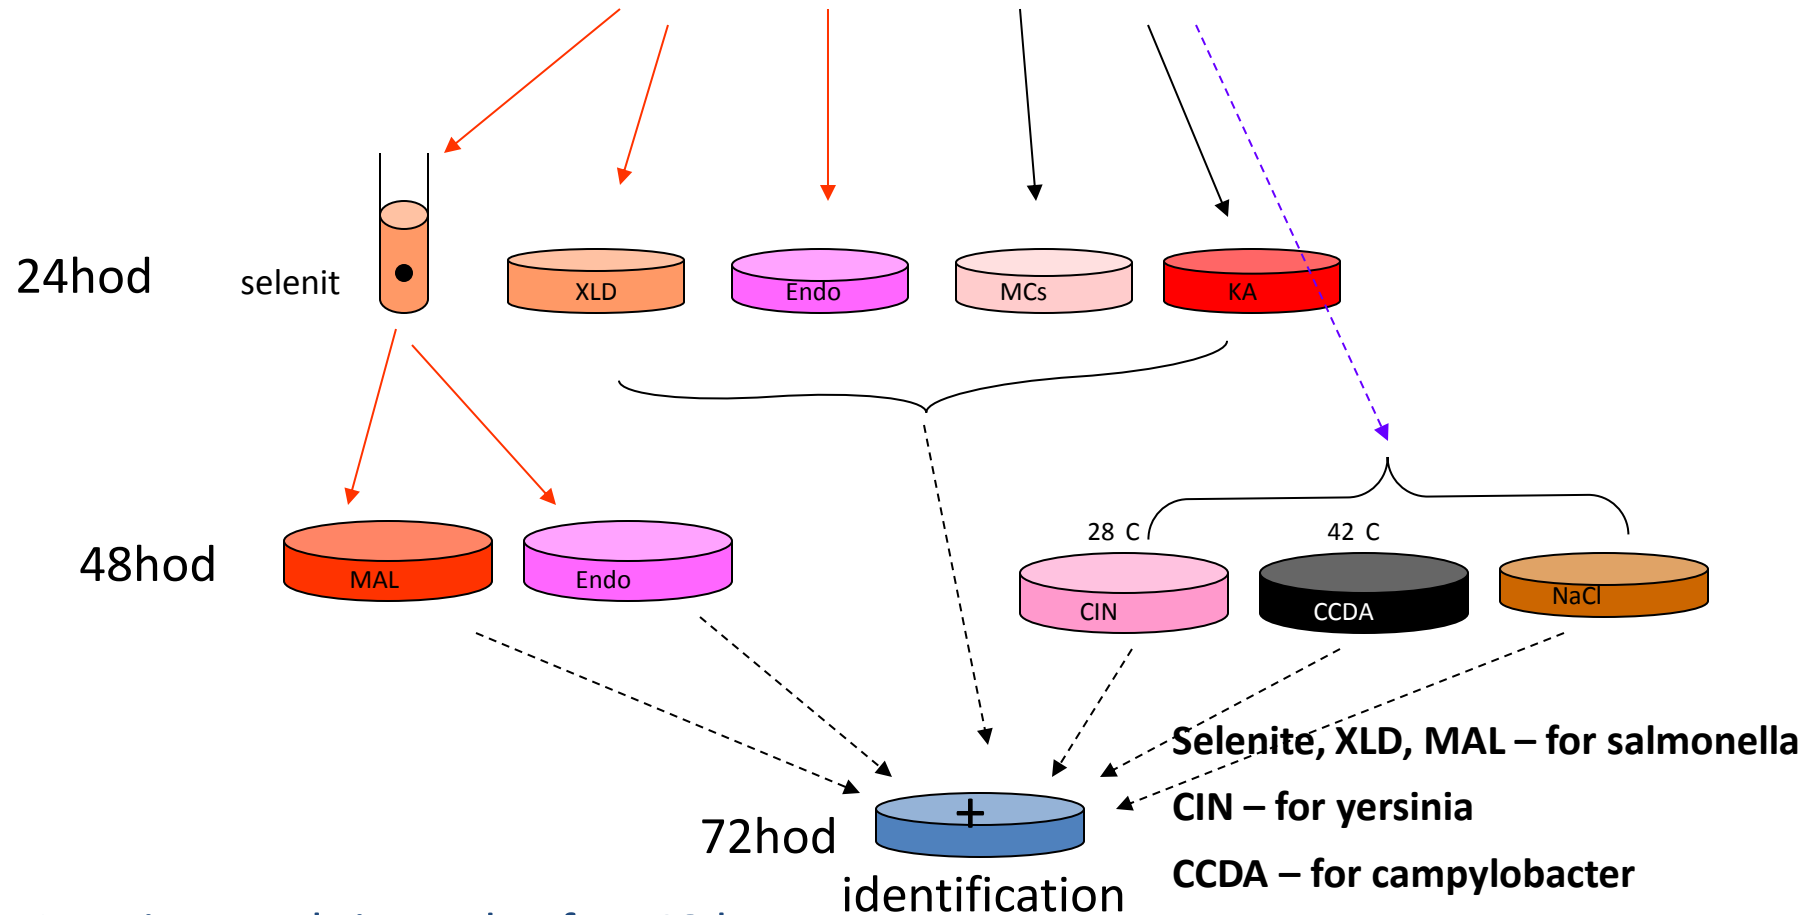 24hod
selenit
XLD
Endo
MCs
KA
28 C
42 C
48hod
MAL
Endo
CIN
CCDA
NaCl
Selenite, XLD, MAL – for salmonella
CIN – for yersinia
CCDA – for campylobacter
72hod
+
identification